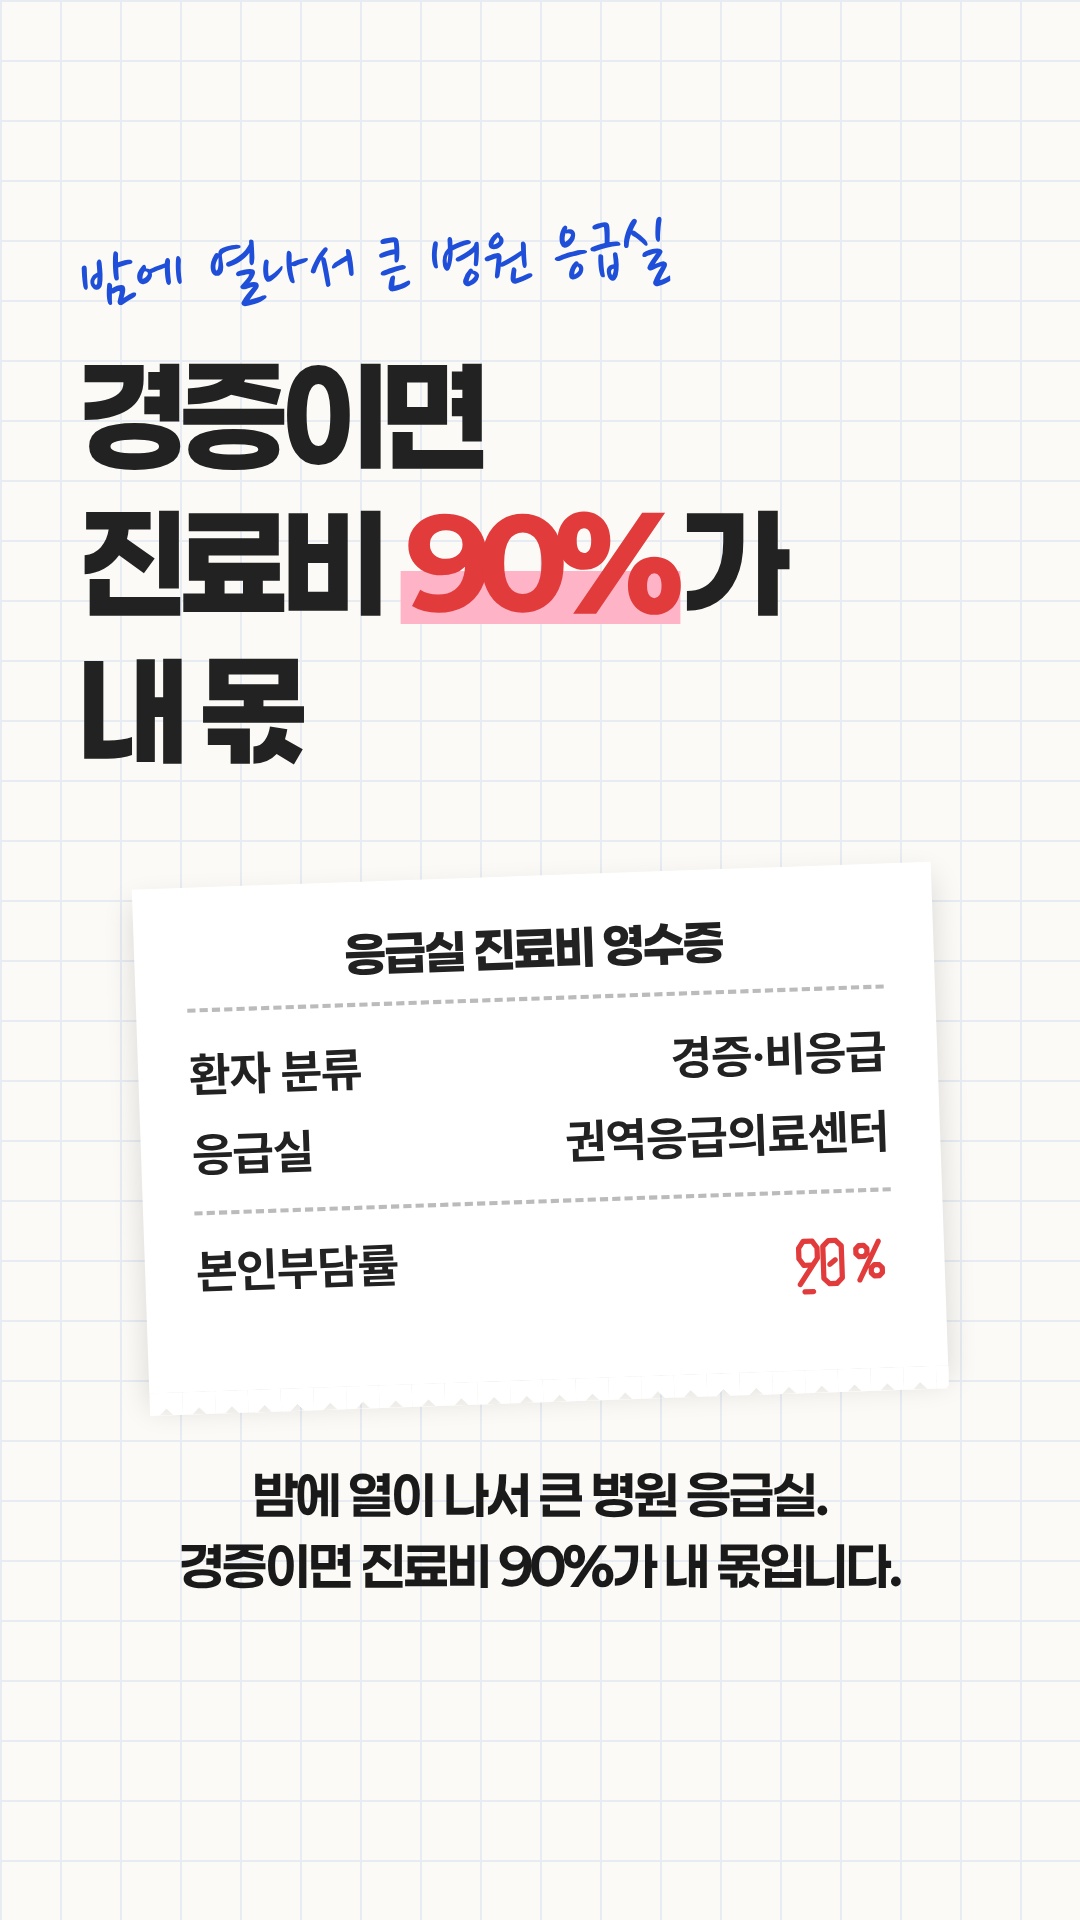 밤에 열나서 큰 병원 응급실
경증이면
진료비 90%가
내 몫
응급실 진료비 영수증
환자 분류 경증·비응급
응급실 권역응급의료센터
본인부담률 90%
밤에 열이 나서 큰 병원 응급실.
경증이면 진료비 90%가 내 몫입니다.